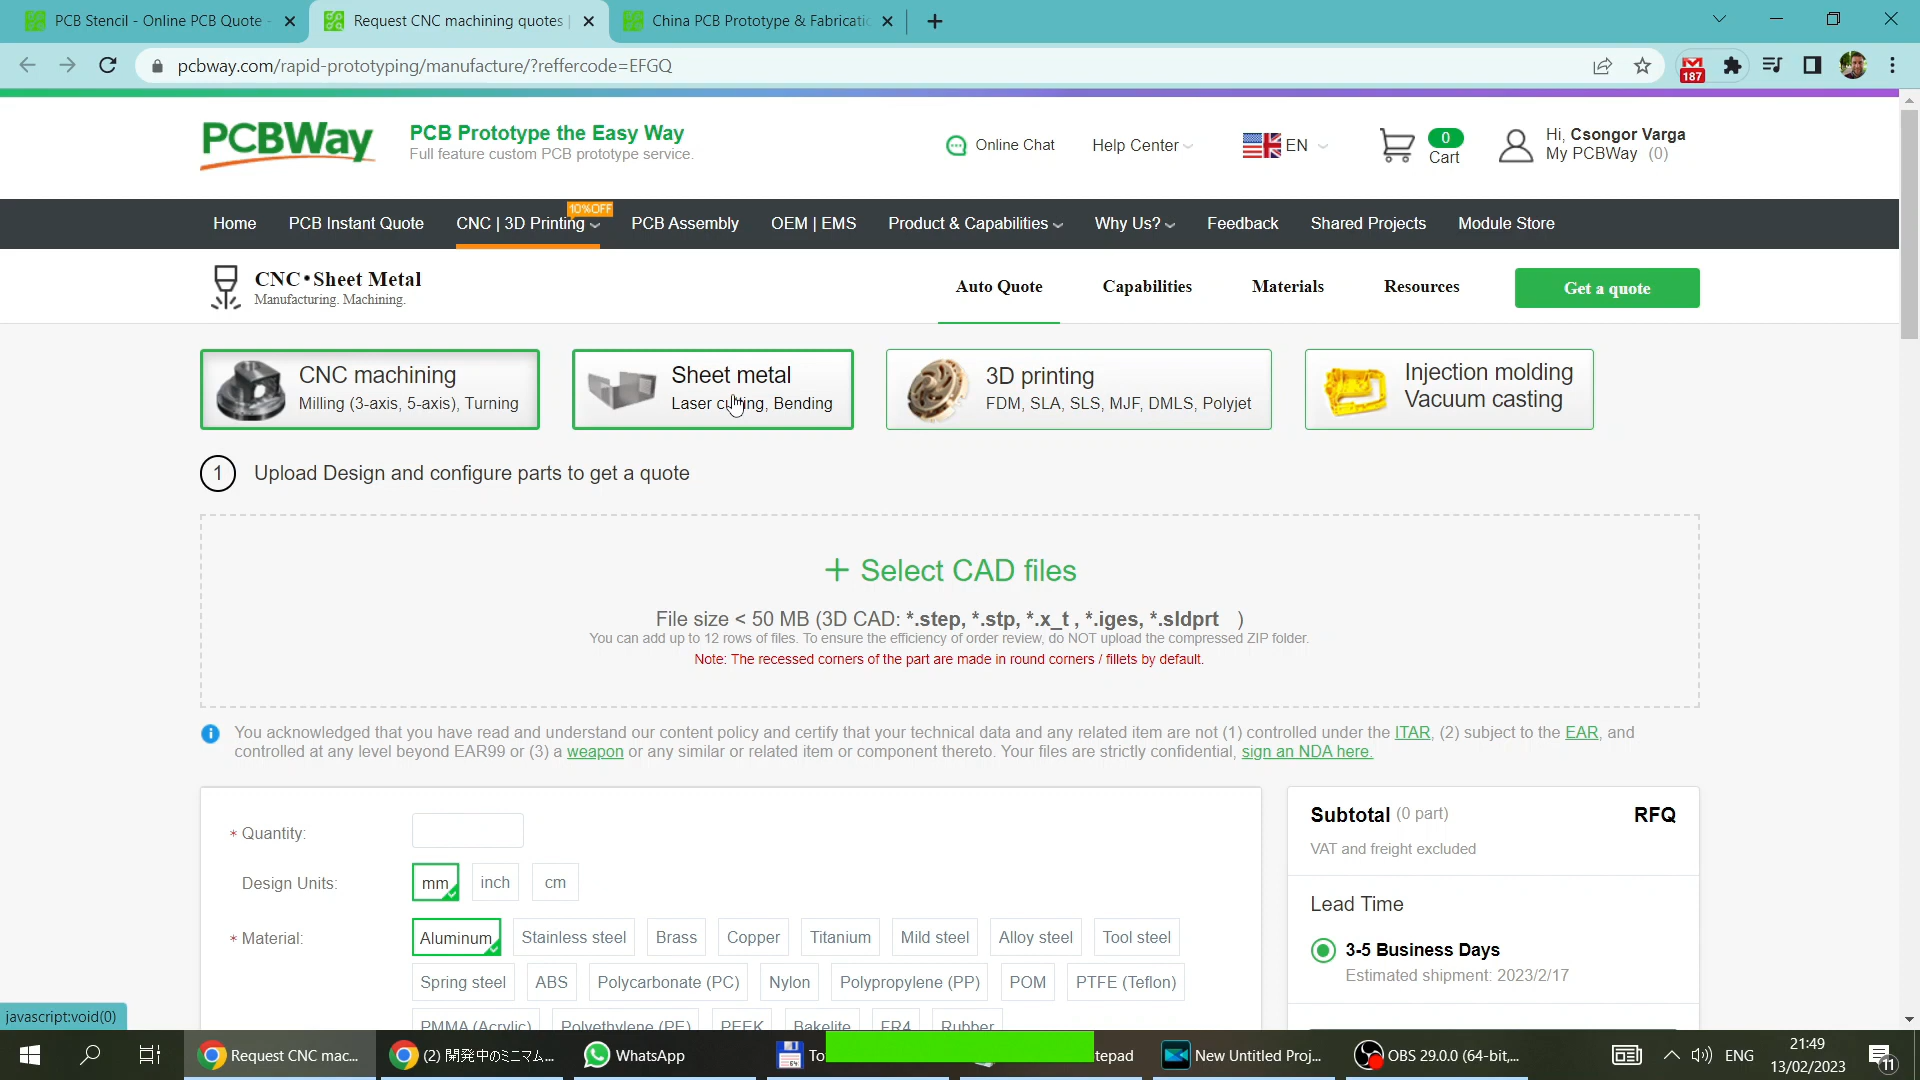 PCB Stencil - Online PCB Quote -
Request CNC machining quotes |
China PCB Prototype & Fabricatio
pcbway.com/rapid-prototyping/manufacture/?reffercode=EFGQ
187
PCBWay
PCB Prototype the Easy Way
Full feature custom PCB prototype service.
Online Chat
Help Center
EN
0
Cart
Hi, Csongor Varga
My PCBWay (0)
10%OFF
Home PCB Instant Quote CNC | 3D Printing PCB Assembly OEM | EMS Product & Capabilities Why Us? Feedback Shared Projects Module Store
CNC•Sheet Metal
Manufacturing. Machining.
Auto Quote Capabilities Materials Resources Get a quote
CNC machining
Milling (3-axis, 5-axis), Turning
Sheet metal
Laser cutting, Bending
3D printing
FDM, SLA, SLS, MJF, DMLS, Polyjet
Injection molding
Vacuum casting
1 Upload Design and configure parts to get a quote
+ Select CAD files
File size < 50 MB (3D CAD: *.step, *.stp, *.x_t , *.iges, *.sldprt )
You can add up to 12 rows of files. To ensure the efficiency of order review, do NOT upload the compressed ZIP folder.
Note: The recessed corners of the part are made in round corners / fillets by default.
You acknowledged that you have read and understand our content policy and certify that your technical data and any related item are not (1) controlled under the ITAR, (2) subject to the EAR, and
controlled at any level beyond EAR99 or (3) a weapon or any similar or related item or component thereto. Your files are strictly confidential, sign an NDA here.
* Quantity:
Design Units: mm inch cm
* Material: Aluminum Stainless steel Brass Copper Titanium Mild steel Alloy steel Tool steel
Spring steel ABS Polycarbonate (PC) Nylon Polypropylene (PP) POM PTFE (Teflon)
PMMA (Acrylic) Polyethylene (PE) PEEK Bakelite FR4 Rubber
Subtotal (0 part) RFQ
VAT and freight excluded
Lead Time
3-5 Business Days
Estimated shipment: 2023/2/17
javascript:void(0)
Request CNC mac...
(2) 開発中のミニマム...
WhatsApp
To
tepad
New Untitled Proj...
OBS 29.0.0 (64-bit,...
ENG
21:49
13/02/2023
11